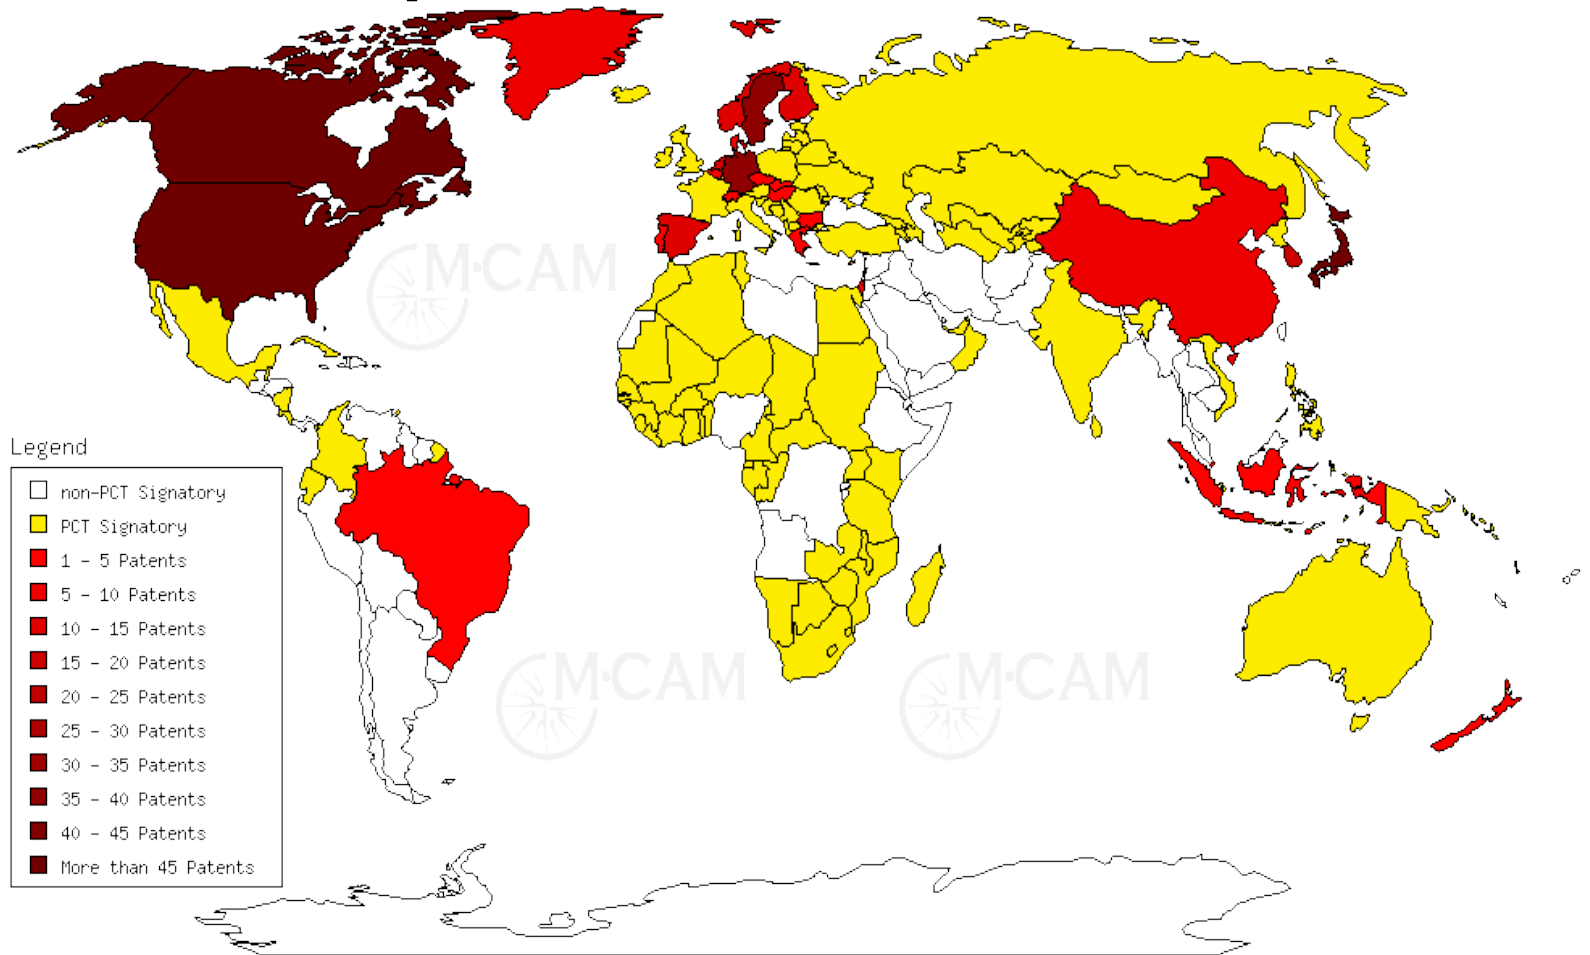 M·CAM
Legend
non-PCT Signatory
PCT Signatory
1 - 5 Patents
5 - 10 Patents
10 - 15 Patents
15 - 20 Patents
20 - 25 Patents
25 - 30 Patents
30 - 35 Patents
35 - 40 Patents
40 - 45 Patents
More than 45 Patents
M·CAM
M·CAM